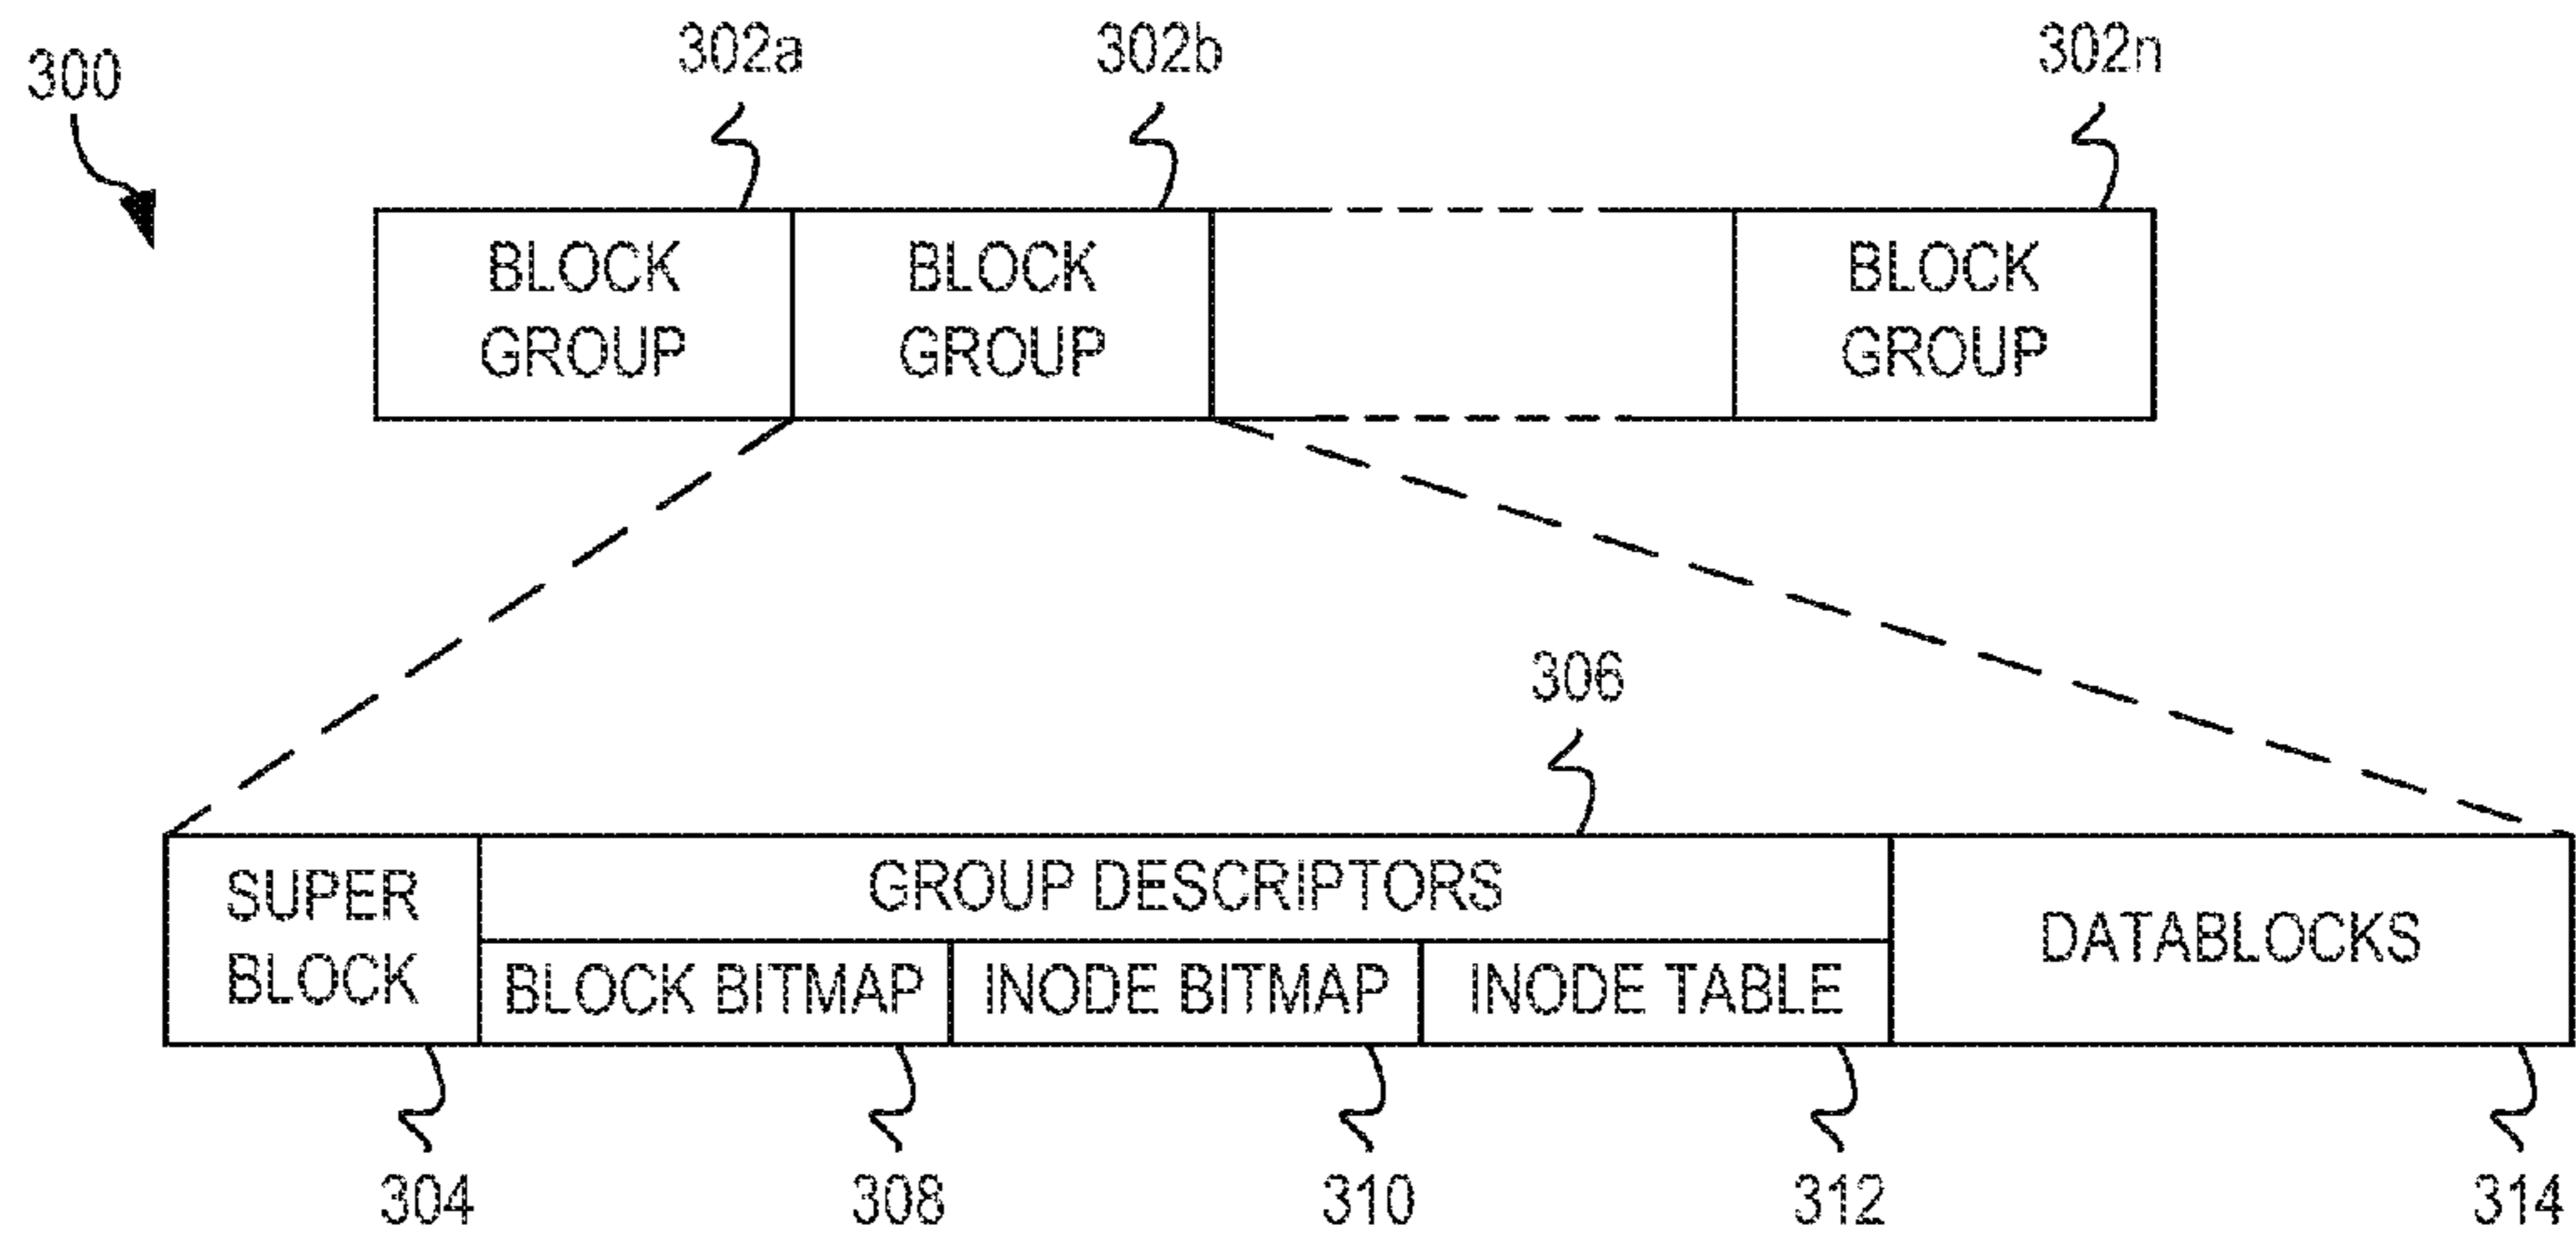 300
302a
302b
302n
BLOCK
GROUP
BLOCK
GROUP
BLOCK
GROUP
306
SUPER
BLOCK
GROUP DESCRIPTORS
BLOCK BITMAP
INODE BITMAP
INODE TABLE
DATABLOCKS
304
308
310
312
314